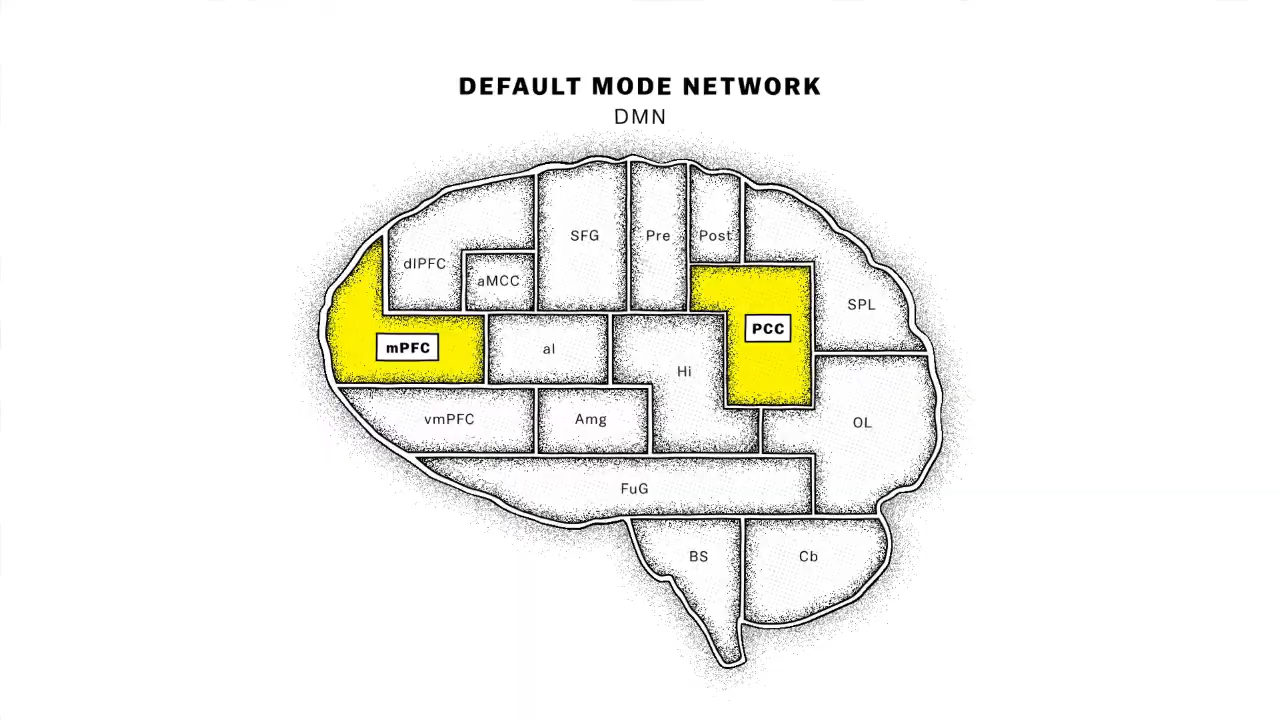 DEFAULT MODE NETWORK
DMN
SFG
Pre
Post
dlPFC
aMCC
SPL
PCC
mPFC
aI
Hi
vmPFC
Amg
OL
FuG
BS
Cb